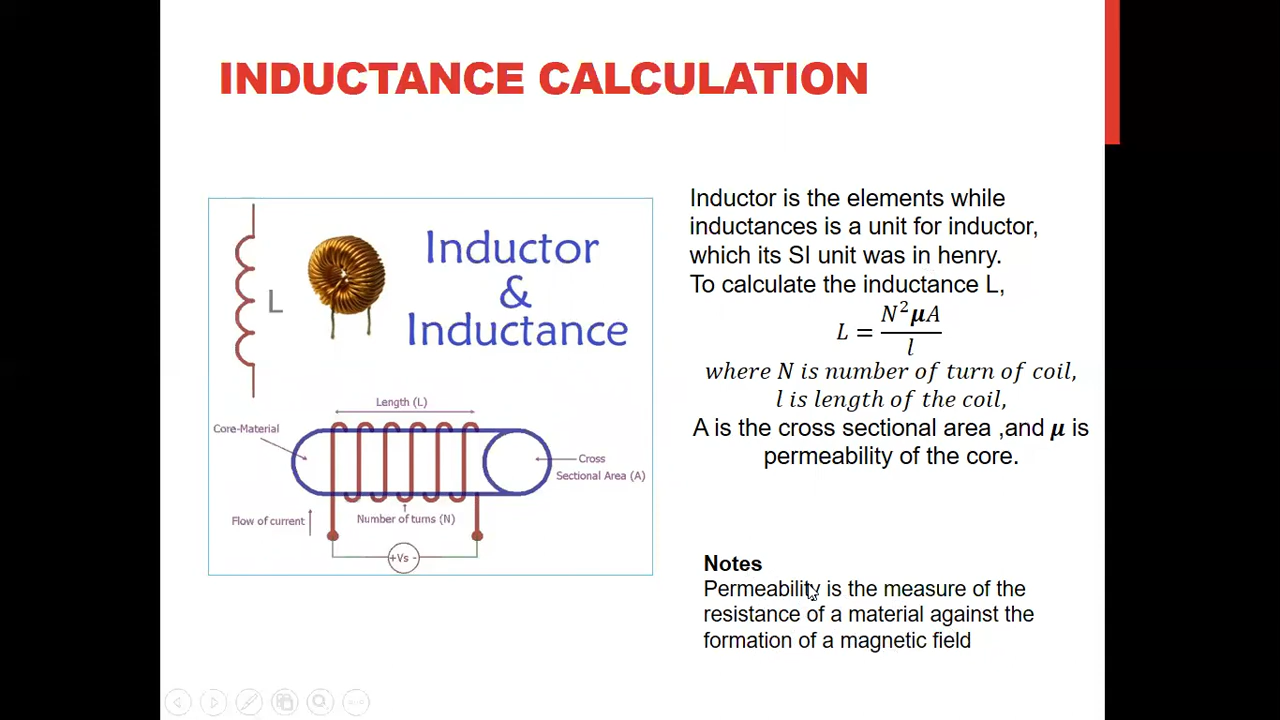 INDUCTANCE CALCULATION
L
Inductor
&
Inductance
Length (L)
Core-Material
Cross
Sectional Area (A)
Flow of current
Number of turns (N)
+Vs -
Inductor is the elements while
inductances is a unit for inductor,
which its SI unit was in henry.
To calculate the inductance L,
L = N²μA / l
where N is number of turn of coil,
l is length of the coil,
A is the cross sectional area ,and μ is
permeability of the core.
Notes
Permeability is the measure of the
resistance of a material against the
formation of a magnetic field